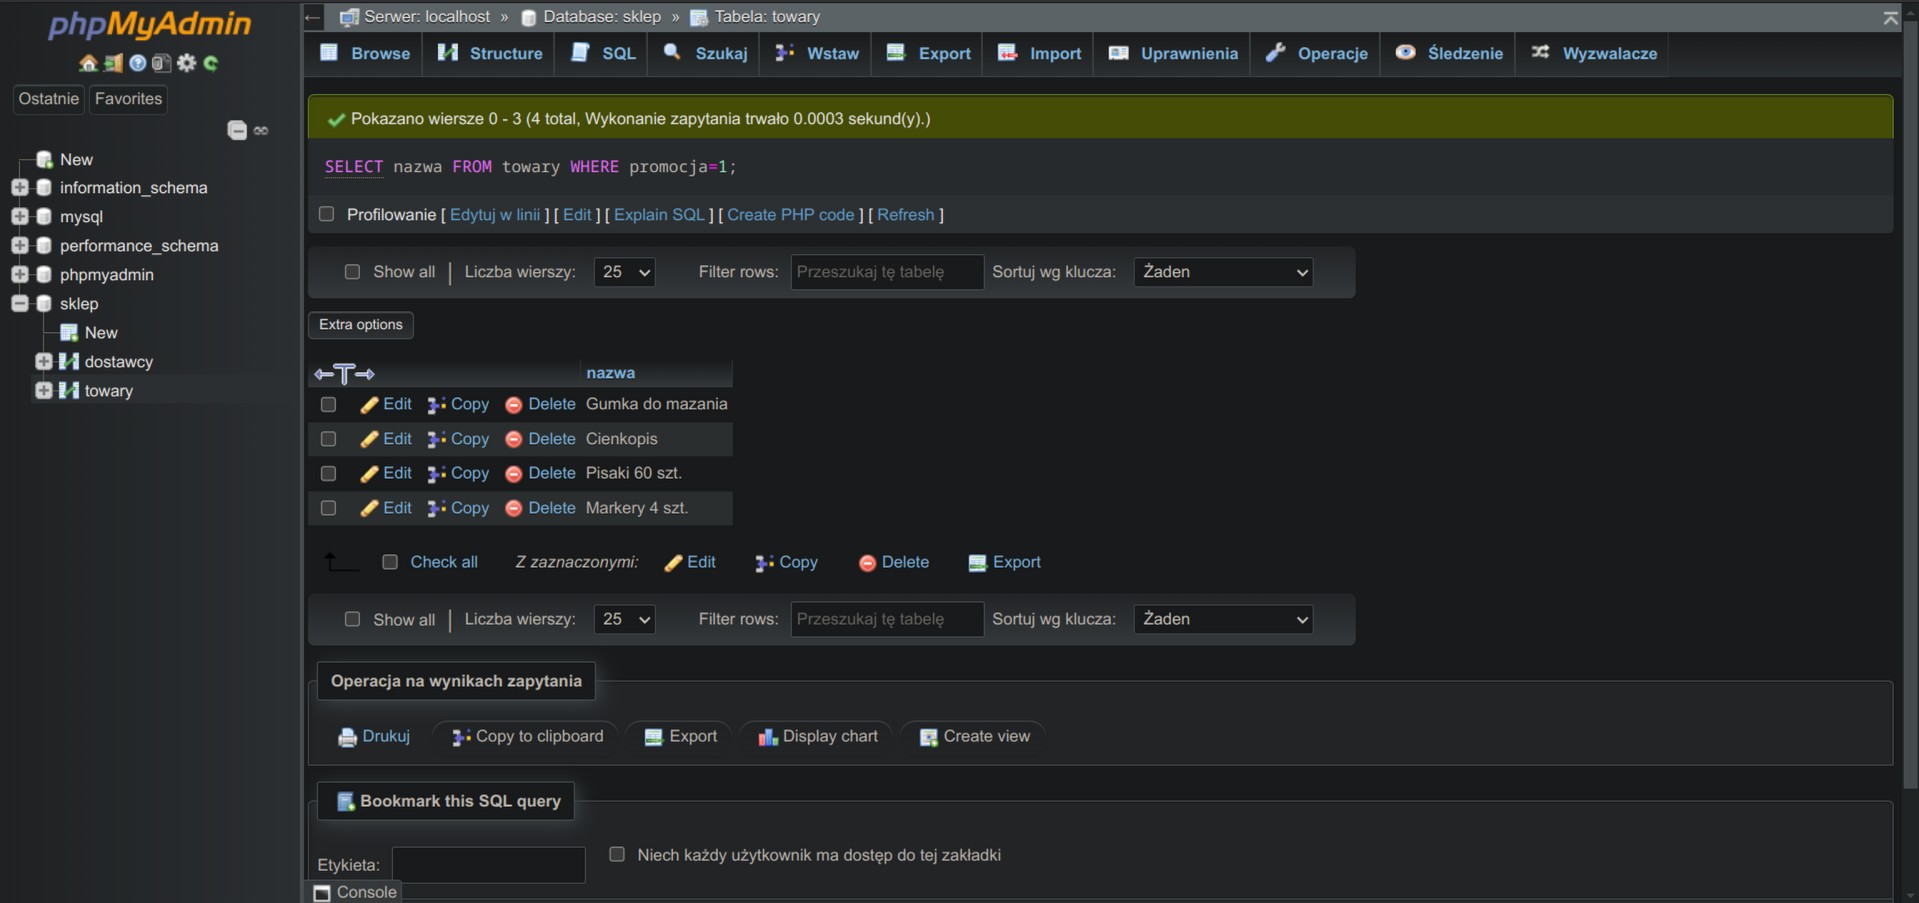 phpMyAdmin
Ostatnie Favorites
New
information_schema
mysql
performance_schema
phpmyadmin
sklep
New
dostawcy
towary
Serwer: localhost » Database: sklep » Tabela: towary
Browse Structure SQL Szukaj Wstaw Export Import Uprawnienia Operacje Śledzenie Wyzwalacze
Pokazano wiersze 0 - 3 (4 total, Wykonanie zapytania trwało 0.0003 sekund(y).)
SELECT nazwa FROM towary WHERE promocja=1;
Profilowanie [ Edytuj w linii ] [ Edit ] [ Explain SQL ] [ Create PHP code ] [ Refresh ]
Show all | Liczba wierszy: 25 Filter rows: Przeszukaj tę tabelę Sortuj wg klucza: Żaden
Extra options
←T→ nazwa
Edit Copy Delete Gumka do mazania
Edit Copy Delete Cienkopis
Edit Copy Delete Pisaki 60 szt.
Edit Copy Delete Markery 4 szt.
Check all Z zaznaczonymi: Edit Copy Delete Export
Show all | Liczba wierszy: 25 Filter rows: Przeszukaj tę tabelę Sortuj wg klucza: Żaden
Operacja na wynikach zapytania
Drukuj Copy to clipboard Export Display chart Create view
Bookmark this SQL query
Etykieta: Niech każdy użytkownik ma dostęp do tej zakładki
Console